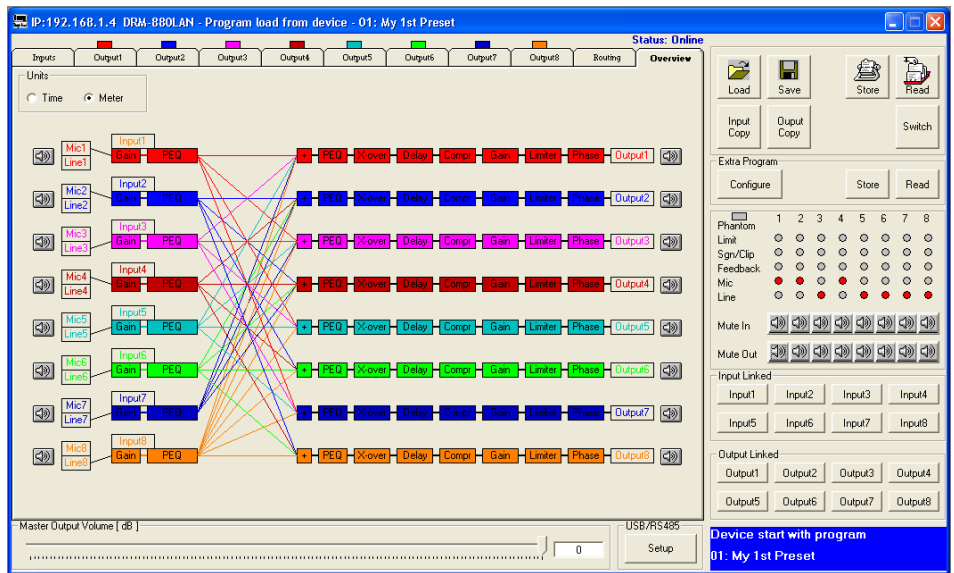 IP:192.168.1.4 DRM-880LAN - Program load from device - 01: My 1st Preset
Status: Online
Inputs Output1 Output2 Output3 Output4 Output5 Output6 Output7 Output8 Routing Overview
Units
Time Meter
Mic1 Line1 Input1 Gain PEQ + PEQ X-over Delay Compr Gain Limiter Phase Output1
Mic2 Line2 Input2 Gain PEQ + PEQ X-over Delay Compr Gain Limiter Phase Output2
Mic3 Line3 Input3 Gain PEQ + PEQ X-over Delay Compr Gain Limiter Phase Output3
Mic4 Line4 Input4 Gain PEQ + PEQ X-over Delay Compr Gain Limiter Phase Output4
Mic5 Line5 Input5 Gain PEQ + PEQ X-over Delay Compr Gain Limiter Phase Output5
Mic6 Line6 Input6 Gain PEQ + PEQ X-over Delay Compr Gain Limiter Phase Output6
Mic7 Line7 Input7 Gain PEQ + PEQ X-over Delay Compr Gain Limiter Phase Output7
Mic8 Line8 Input8 Gain PEQ + PEQ X-over Delay Compr Gain Limiter Phase Output8
Master Output Volume [ dB ]
0
USB/RS485
Setup
Load Save Store Read
Input Copy Ouput Copy Switch
Extra Program
Configure Store Read
1 2 3 4 5 6 7 8
Phantom
Limit
Sgn/Clip
Feedback
Mic
Line
Mute In
Mute Out
Input Linked
Input1 Input2 Input3 Input4
Input5 Input6 Input7 Input8
Output Linked
Output1 Output2 Output3 Output4
Output5 Output6 Output7 Output8
Device start with program
01: My 1st Preset